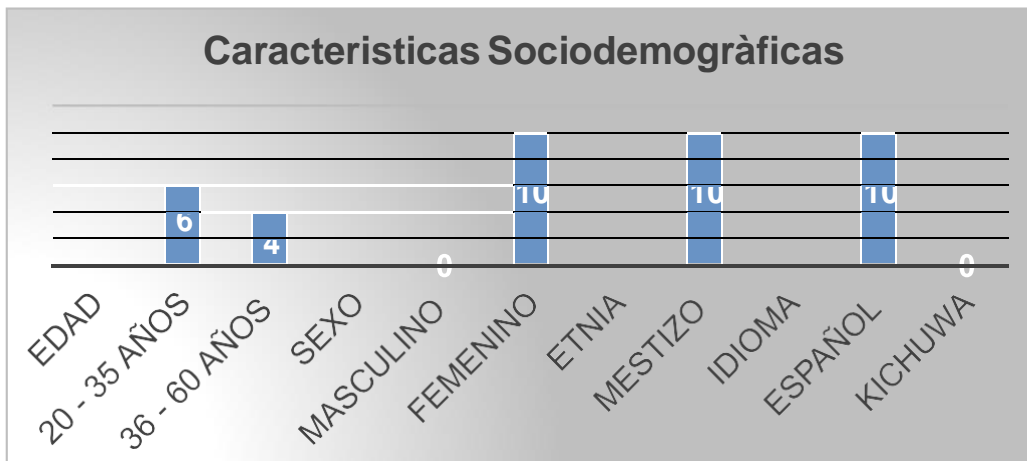 Caracteristicas Sociodemogràficas
6
4
0
10
10
10
0
EDAD
20 - 35 AÑOS
36 - 60 AÑOS
SEXO
MASCULINO
FEMENINO
ETNIA
MESTIZO
IDIOMA
ESPAÑOL
KICHUWA